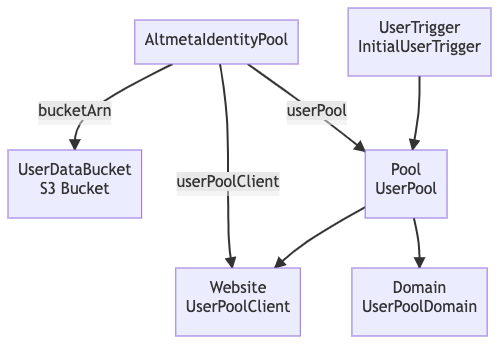 AltmetaIdentityPool
UserTrigger
InitialUserTrigger
bucketArn
userPool
UserDataBucket
S3 Bucket
userPoolClient
Pool
UserPool
Website
UserPoolClient
Domain
UserPoolDomain